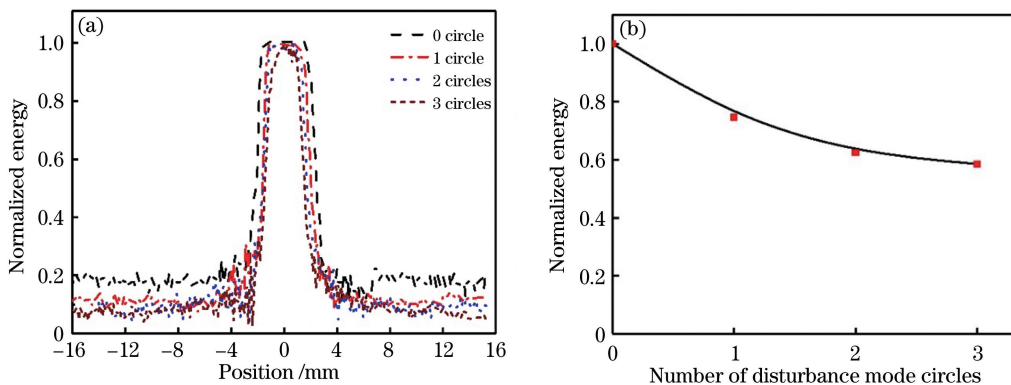 (a)
1.0
0.8
0.6
0.4
0.2
0
Normalized energy
0 circle
1 circle
2 circles
3 circles
−16 −12 −8 −4 0 4 8 12 16
Position /mm
(b)
1.0
0.8
0.6
0.4
0.2
0
Normalized energy
0 1 2 3
Number of disturbance mode circles